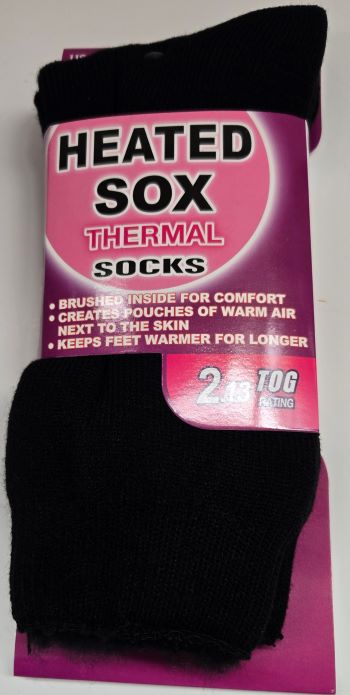 HEATED
SOX
THERMAL
SOCKS
• BRUSHED INSIDE FOR COMFORT
• CREATES POUCHES OF WARM AIR
NEXT TO THE SKIN
• KEEPS FEET WARMER FOR LONGER
2.13 TOG
RATING